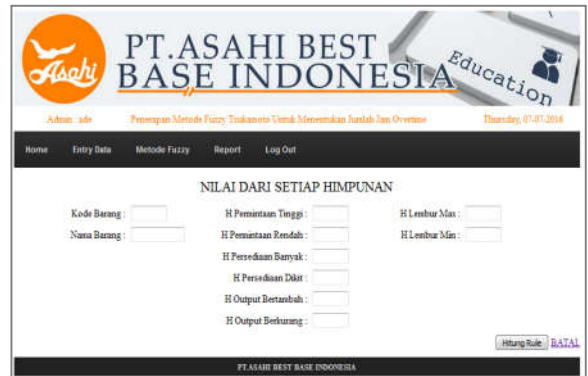 Asahi
PT.ASAHI BEST
BASE INDONESIA
Education
Admin : ade
Penerapan Metode Fuzzy Tsukamoto Untuk Menentukan Jumlah Jam Overtime
Thursday, 07-07-2016
Home Entry Data Metode Fuzzy Report Log Out
NILAI DARI SETIAP HIMPUNAN
Kode Barang :
Nama Barang :
H Permintaan Tinggi :
H Permintaan Rendah :
H Persediaan Banyak :
H Persediaan Dikit :
H Output Bertambah :
H Output Berkurang :
H Lembur Max :
H Lembur Min :
Hitung Rule BATAL
PT.ASAHI BEST BASE INDONESIA